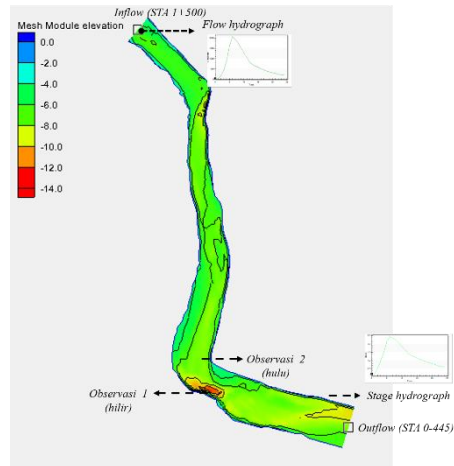 Inflow (STA 1+500)
Mesh Module elevation
Flow hydrograph
0.0
-2.0
-4.0
-6.0
-8.0
-10.0
-12.0
-14.0
Observasi 2
(hulu)
Observasi 1
(hilir)
Stage hydrograph
Outflow (STA 0-445)